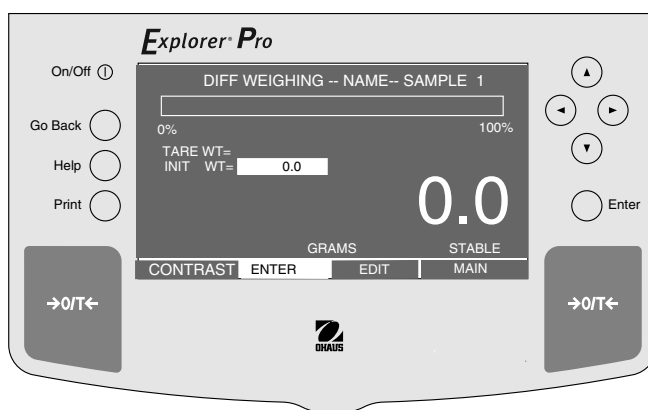 Explorer® Pro
On/Off
Go Back
Help
Print
DIFF WEIGHING -- NAME-- SAMPLE 1
0% 100%
TARE WT=
INIT WT= 0.0
0.0
GRAMS STABLE
CONTRAST ENTER EDIT MAIN
Enter
→0/T←
→0/T←
OHAUS